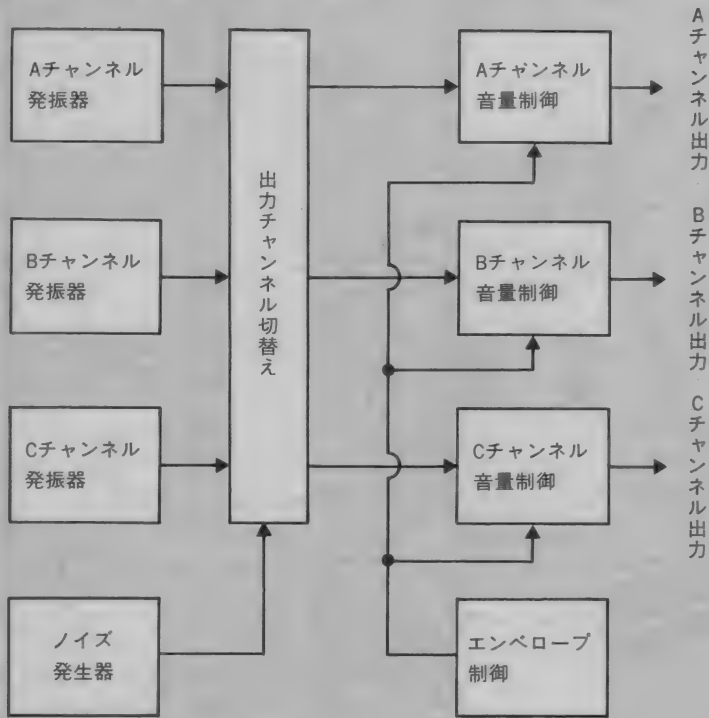 Aチャンネル
発振器
Bチャンネル
発振器
Cチャンネル
発振器
ノイズ
発生器
出力チャンネル切替え
Aチャンネル
音量制御
Bチャンネル
音量制御
Cチャンネル
音量制御
エンベロープ
制御
Aチャンネル出力
Bチャンネル出力
Cチャンネル出力